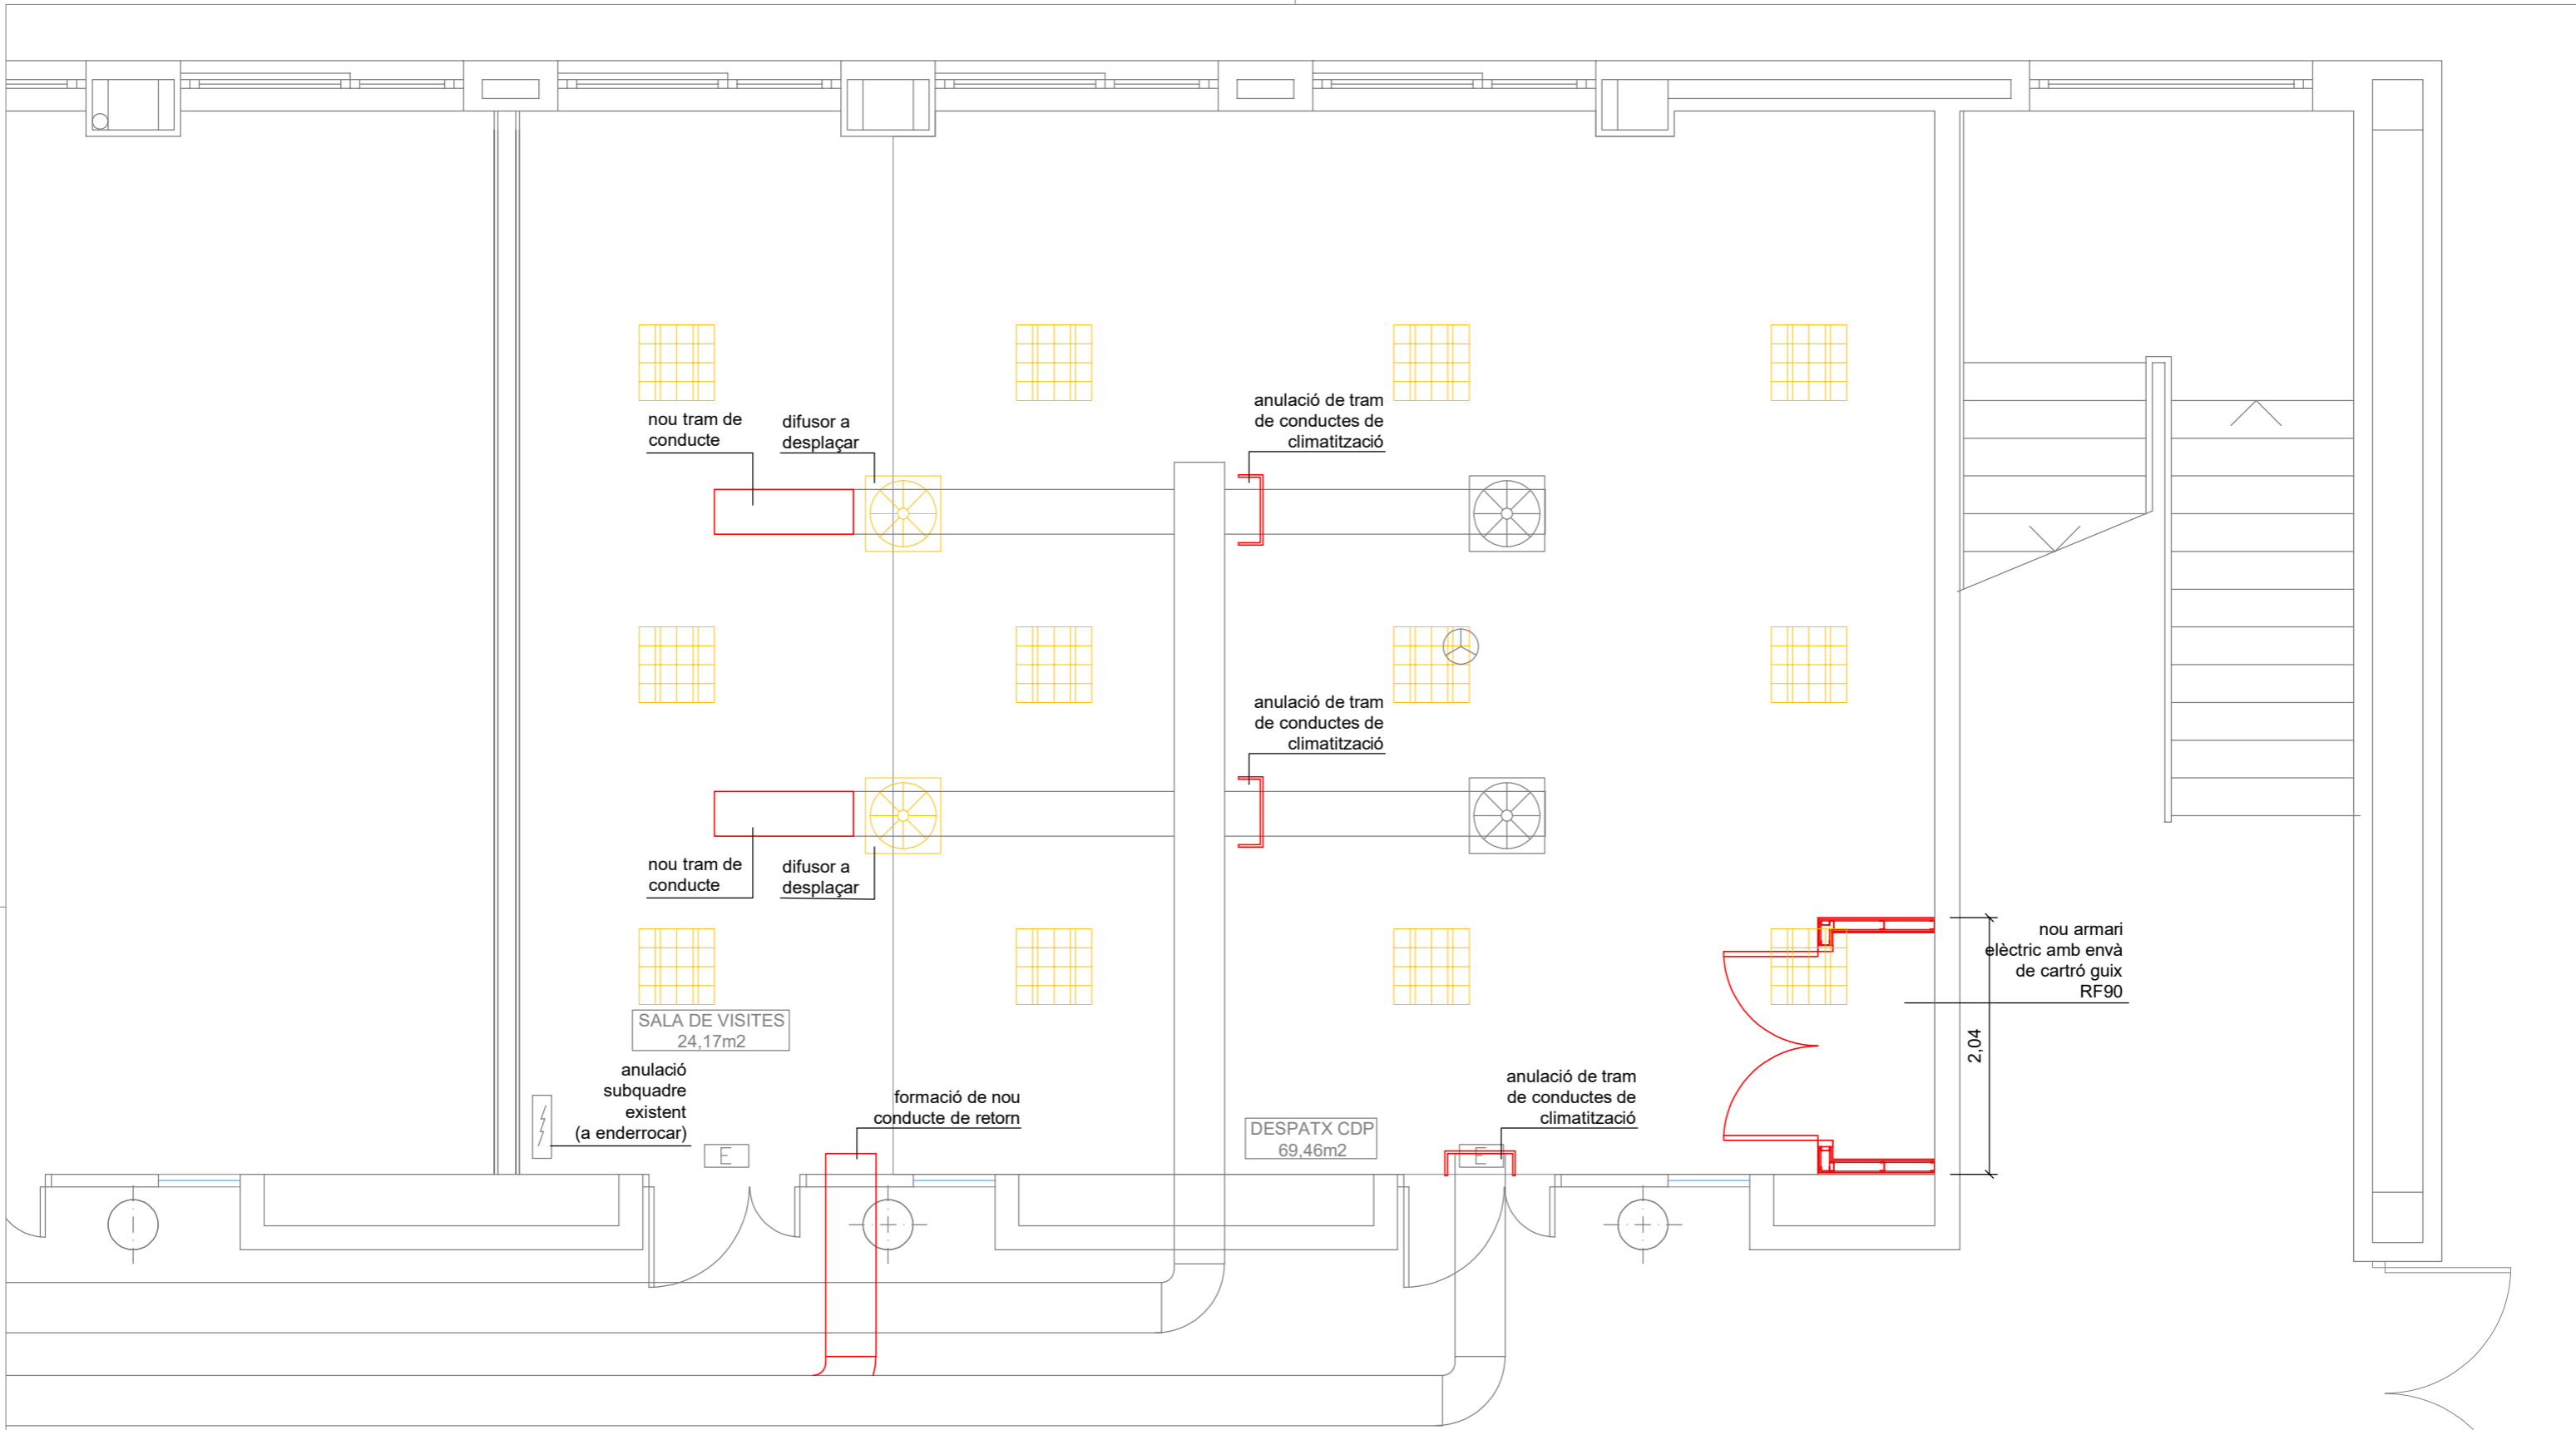 nou tram de
conducte
difusor a
desplaçar
anulació de tram
de conductes de
climatització
anulació de tram
de conductes de
climatització
nou tram de
conducte
difusor a
desplaçar
nou armari
elèctric amb envà
de cartró guix
RF90
2,04
SALA DE VISITES
24,17m2
anulació
subquadre
existent
(a enderrocar)
E
formació de nou
conducte de retorn
DESPATX CDP
69,46m2
anulació de tram
de conductes de
climatització
E